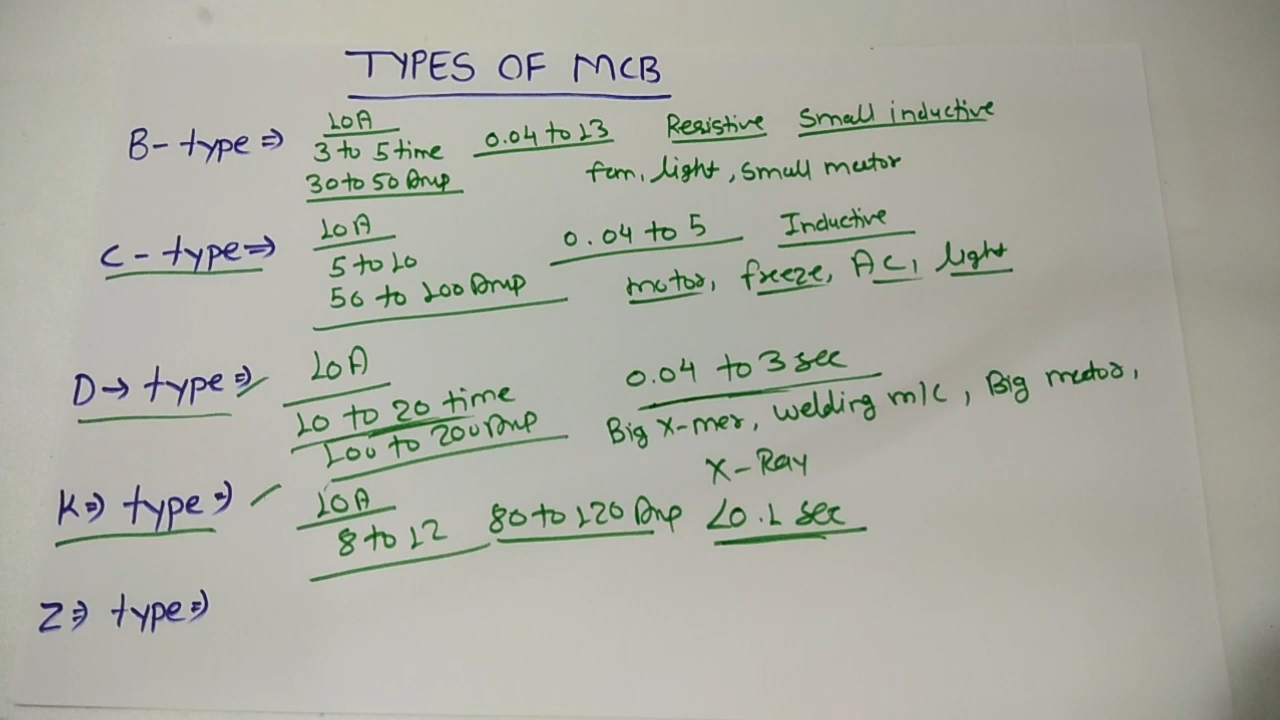 TYPES OF MCB
B- type ⇒ 10A 0.04 to 13 Resistive Small inductive
3 to 5 time fan, light, small motor
30 to 50 Amp
C - type ⇒ 10A 0.04 to 5 Inductive
5 to 10 motor, freeze, AC, light
50 to 100 Amp
D → type ⇒ 10A 0.04 to 3 sec
10 to 20 time Big X-mer, welding m/c, Big motor,
100 to 200 Amp X-Ray
K ⇒ type ⇒ 10A 80 to 120 Amp <0.1 sec
8 to 12
Z ⇒ type ⇒